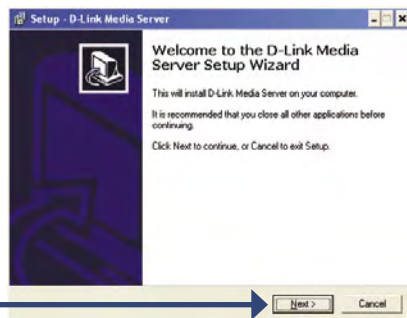 Setup - D-Link Media Server
Welcome to the D-Link Media
Server Setup Wizard
This will install D-Link Media Server on your computer.
It is recommended that you close all other applications before
continuing.
Click Next to continue, or Cancel to exit Setup.
Next >
Cancel